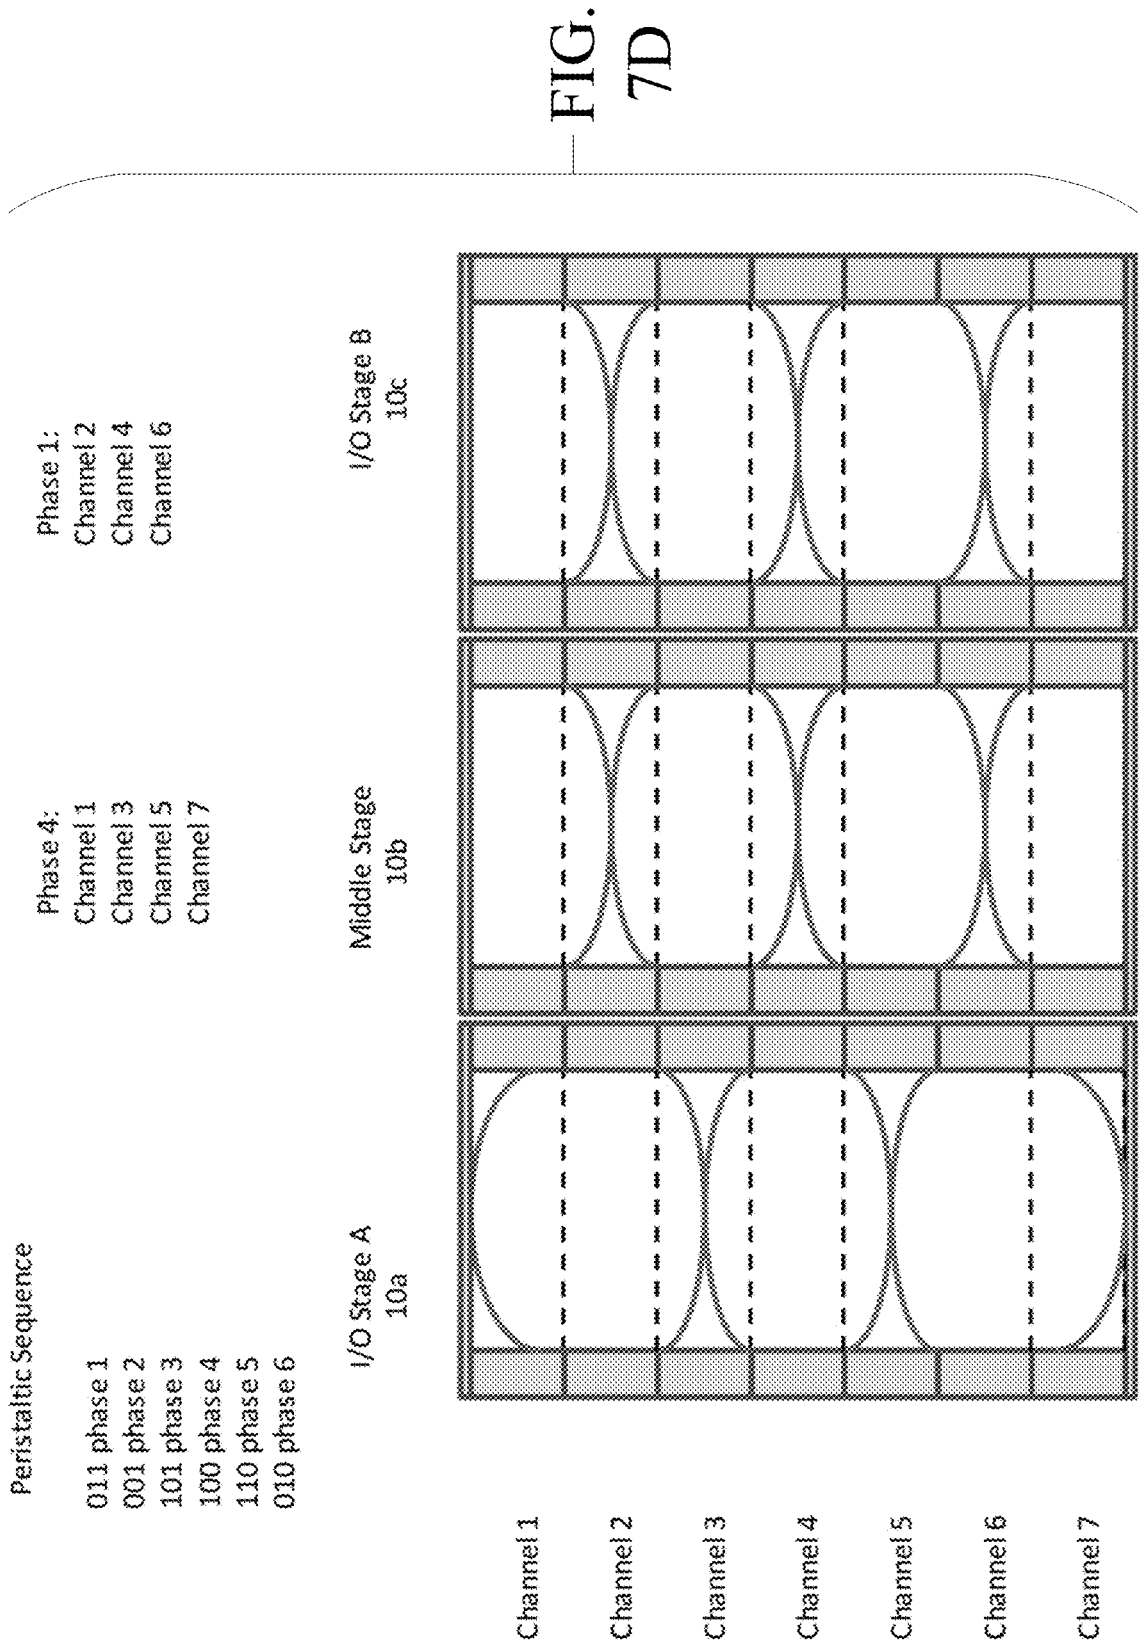 Peristaltic Sequence
011 phase 1
001 phase 2
101 phase 3
100 phase 4
110 phase 5
010 phase 6
Phase 4:
Channel 1
Channel 3
Channel 5
Channel 7
Phase 1:
Channel 2
Channel 4
Channel 6
I/O Stage A
10a
Middle Stage
10b
I/O Stage B
10c
Channel 1
Channel 2
Channel 3
Channel 4
Channel 5
Channel 6
Channel 7
FIG.
7D